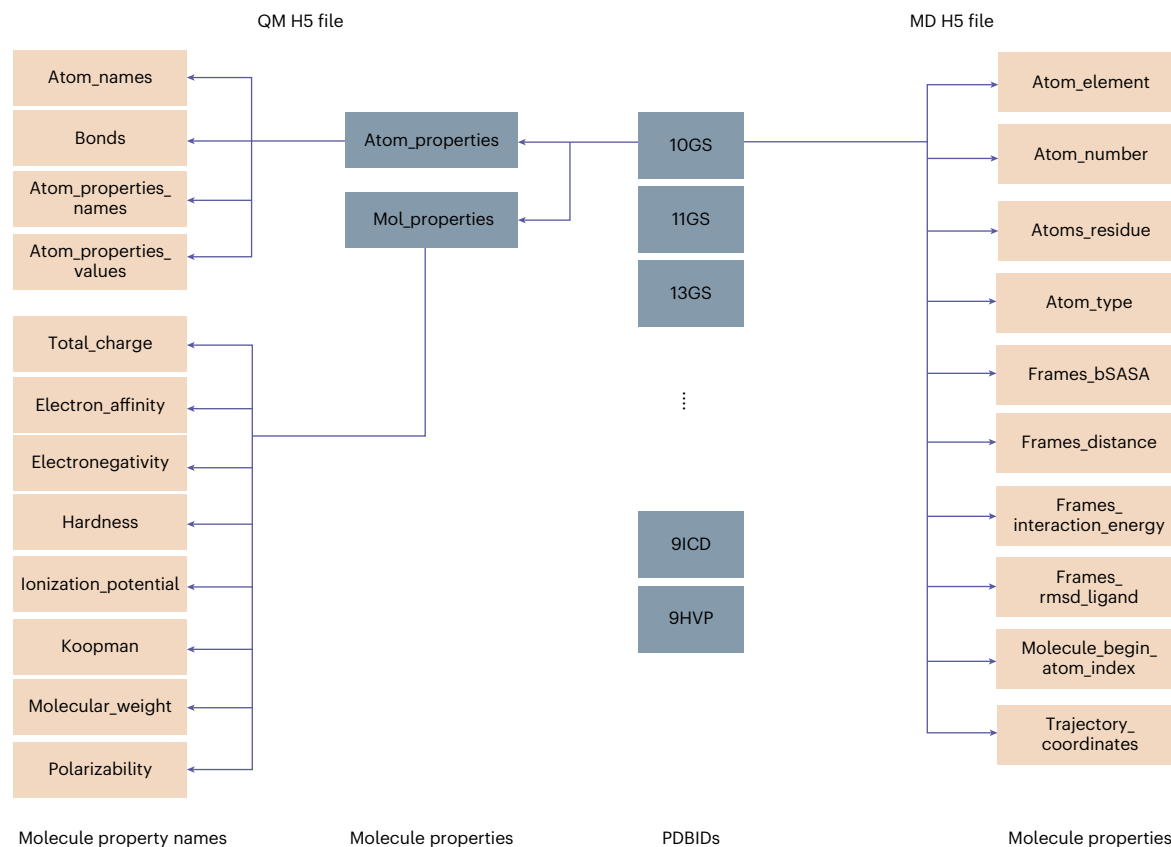 QM H5 file
MD H5 file
Atom_names
Bonds
Atom_properties_
names
Atom_properties_
values
Total_charge
Electron_affinity
Electronegativity
Hardness
Ionization_potential
Koopman
Molecular_weight
Polarizability
Molecule property names
Atom_properties
Mol_properties
Molecule properties
10GS
11GS
13GS
...
9ICD
9HVP
PDBIDs
Atom_element
Atom_number
Atoms_residue
Atom_type
Frames_bSASA
Frames_distance
Frames_
interaction_energy
Frames_
rmsd_ligand
Molecule_begin_
atom_index
Trajectory_
coordinates
Molecule properties